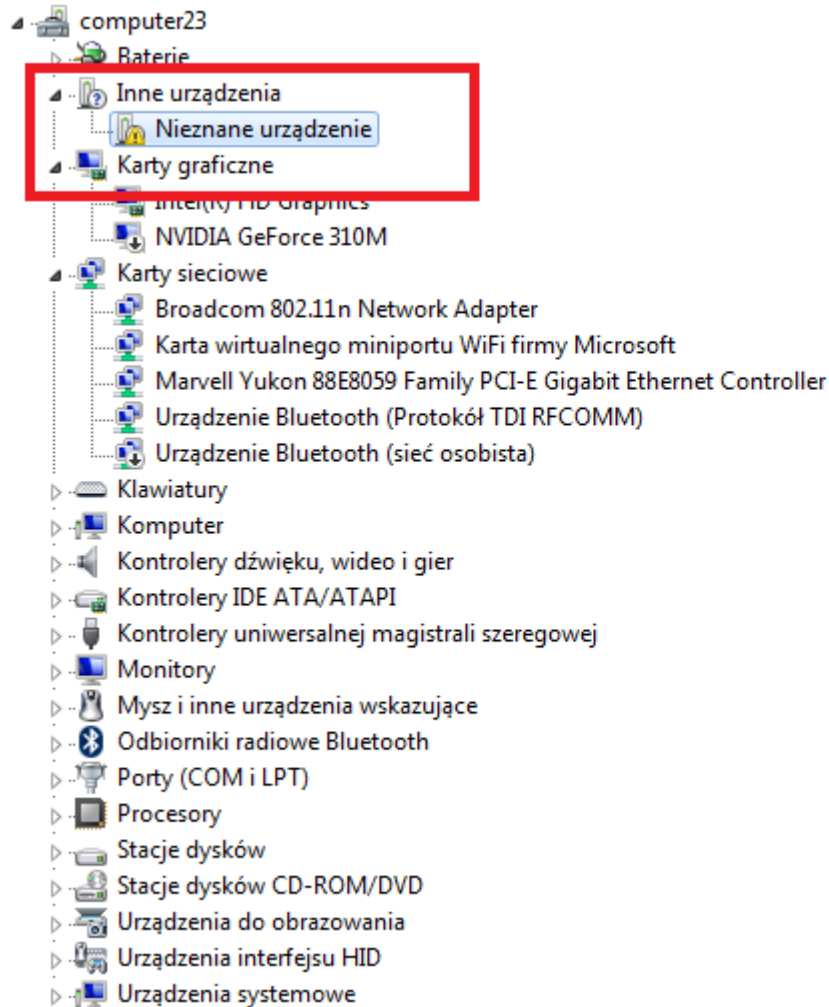 computer23
Baterie
Inne urządzenia
Nieznane urządzenie
Karty graficzne
Intel(R) HD Graphics
NVIDIA GeForce 310M
Karty sieciowe
Broadcom 802.11n Network Adapter
Karta wirtualnego miniportu WiFi firmy Microsoft
Marvell Yukon 88E8059 Family PCI-E Gigabit Ethernet Controller
Urządzenie Bluetooth (Protokół TDI RFCOMM)
Urządzenie Bluetooth (sieć osobista)
Klawiatury
Komputer
Kontrolery dźwięku, wideo i gier
Kontrolery IDE ATA/ATAPI
Kontrolery uniwersalnej magistrali szeregowej
Monitory
Mysz i inne urządzenia wskazujące
Odbiorniki radiowe Bluetooth
Porty (COM i LPT)
Procesory
Stacje dysków
Stacje dysków CD-ROM/DVD
Urządzenia do obrazowania
Urządzenia interfejsu HID
Urządzenia systemowe